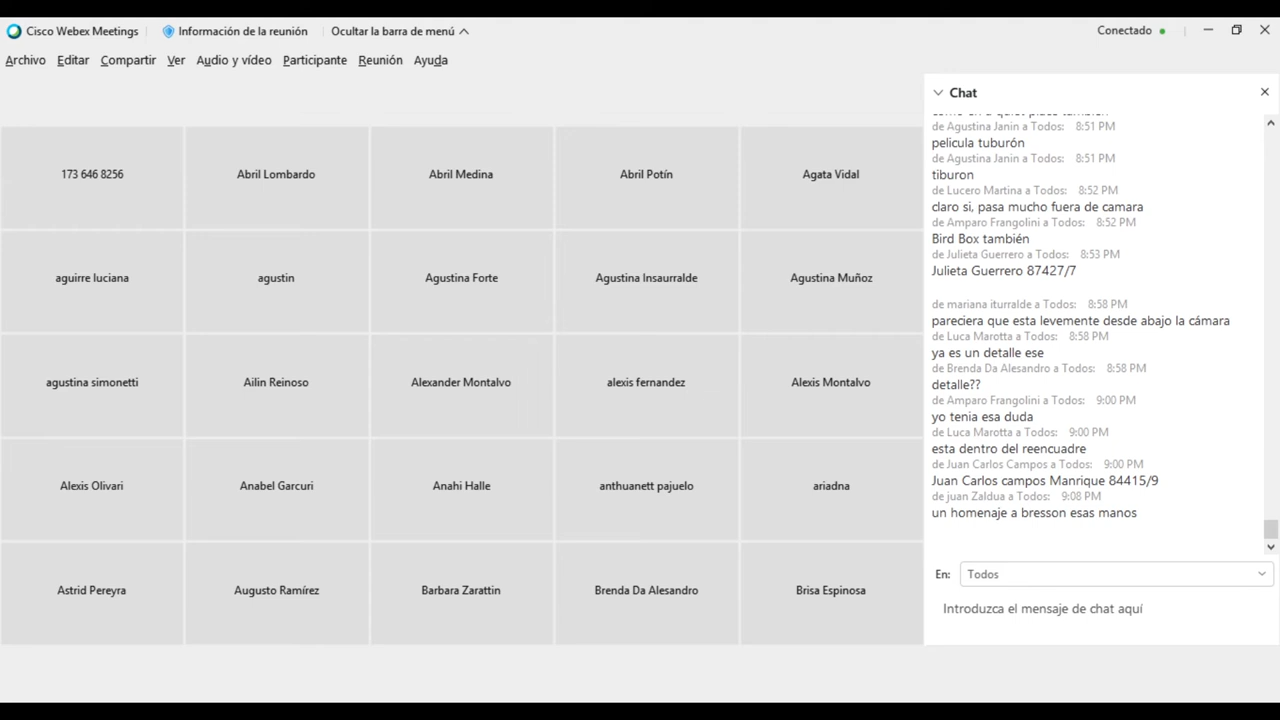 Cisco Webex Meetings Información de la reunión Ocultar la barra de menú Conectado
Archivo Editar Compartir Ver Audio y vídeo Participante Reunión Ayuda
173 646 8256 Abril Lombardo Abril Medina Abril Potín Agata Vidal
aguirre luciana agustin Agustina Forte Agustina Insaurralde Agustina Muñoz
agustina simonetti Ailin Reinoso Alexander Montalvo alexis fernandez Alexis Montalvo
Alexis Olivari Anabel Garcuri Anahi Halle anthuanett pajuelo ariadna
Astrid Pereyra Augusto Ramírez Barbara Zarattin Brenda Da Alesandro Brisa Espinosa
Chat
de Agustina Janin a Todos: 8:51 PM
pelicula tuburón
de Agustina Janin a Todos: 8:51 PM
tiburon
de Lucero Martina a Todos: 8:52 PM
claro si, pasa mucho fuera de camara
de Amparo Frangolini a Todos: 8:52 PM
Bird Box también
de Julieta Guerrero a Todos: 8:53 PM
Julieta Guerrero 87427/7
de mariana iturralde a Todos: 8:58 PM
pareciera que esta levemente desde abajo la cámara
de Luca Marotta a Todos: 8:58 PM
ya es un detalle ese
de Brenda Da Alesandro a Todos: 8:58 PM
detalle??
de Amparo Frangolini a Todos: 9:00 PM
yo tenia esa duda
de Luca Marotta a Todos: 9:00 PM
esta dentro del reencuadre
de Juan Carlos Campos a Todos: 9:00 PM
Juan Carlos campos Manrique 84415/9
de juan Zaldua a Todos: 9:08 PM
un homenaje a bresson esas manos
En: Todos
Introduzca el mensaje de chat aquí